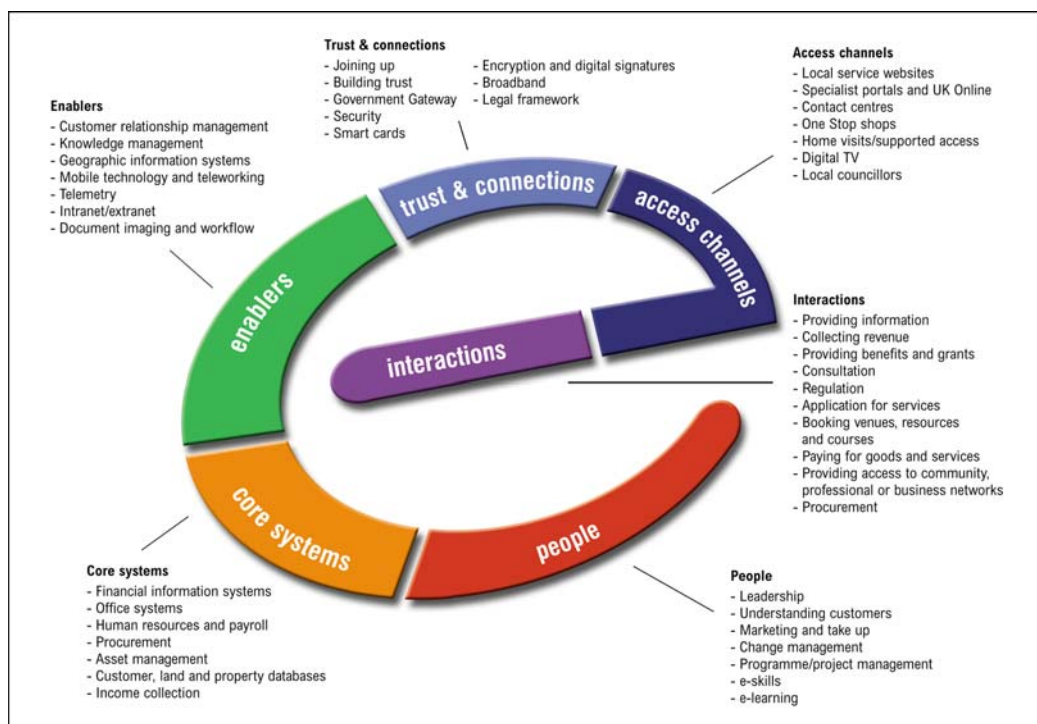 Trust & connections
- Joining up
- Building trust
- Government Gateway
- Security
- Smart cards
- Encryption and digital signatures
- Broadband
- Legal framework
Access channels
- Local service websites
- Specialist portals and UK Online
- Contact centres
- One Stop shops
- Home visits/supported access
- Digital TV
- Local councillors
Enablers
- Customer relationship management
- Knowledge management
- Geographic information systems
- Mobile technology and teleworking
- Telemetry
- Intranet/extranet
- Document imaging and workflow
trust & connections
access channels
enablers
interactions
core systems
people
Interactions
- Providing information
- Collecting revenue
- Providing benefits and grants
- Consultation
- Regulation
- Application for services
- Booking venues, resources
and courses
- Paying for goods and services
- Providing access to community,
professional or business networks
- Procurement
Core systems
- Financial information systems
- Office systems
- Human resources and payroll
- Procurement
- Asset management
- Customer, land and property databases
- Income collection
People
- Leadership
- Understanding customers
- Marketing and take up
- Change management
- Programme/project management
- e-skills
- e-learning